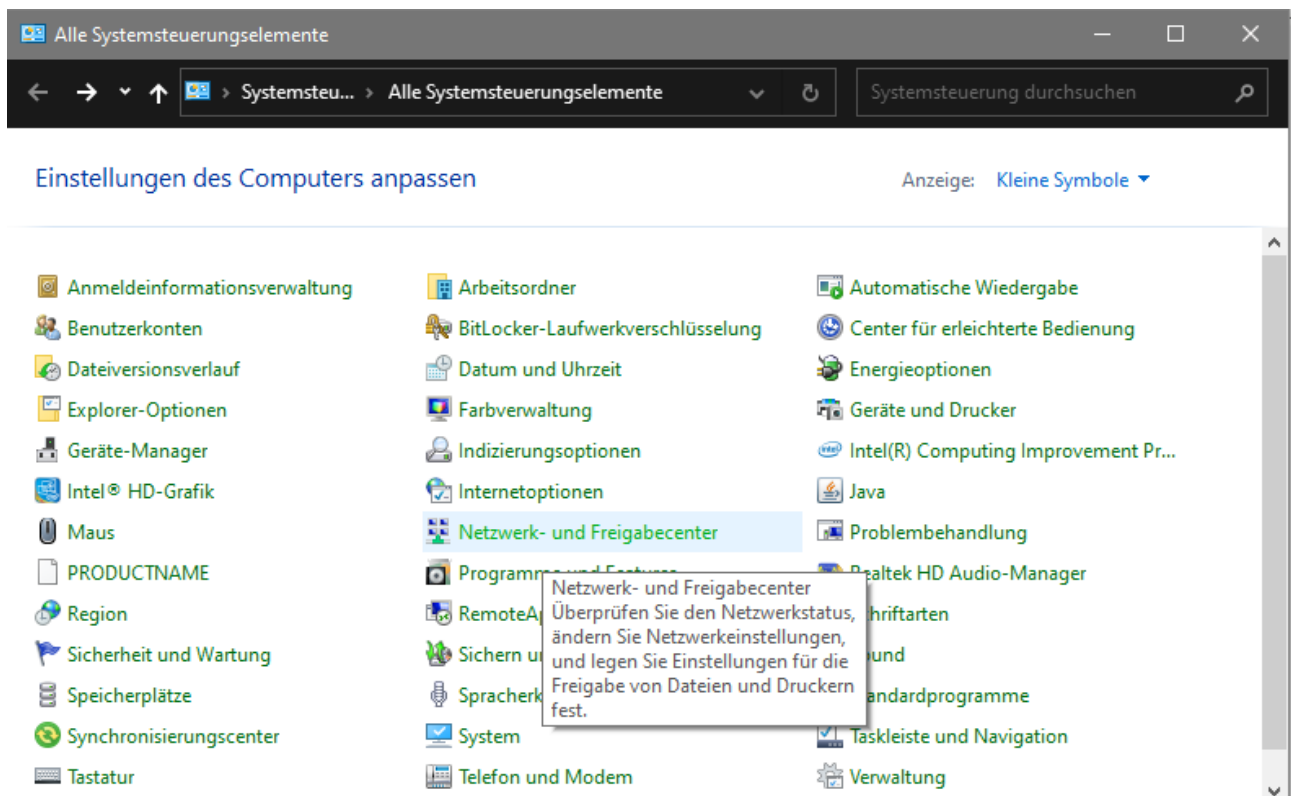 Alle Systemsteuerungselemente
Systemsteu... › Alle Systemsteuerungselemente
Systemsteuerung durchsuchen
Einstellungen des Computers anpassen
Anzeige: Kleine Symbole
Anmeldeinformationsverwaltung
Arbeitsordner
Automatische Wiedergabe
Benutzerkonten
BitLocker-Laufwerkverschlüsselung
Center für erleichterte Bedienung
Dateiversionsverlauf
Datum und Uhrzeit
Energieoptionen
Explorer-Optionen
Farbverwaltung
Geräte und Drucker
Geräte-Manager
Indizierungsoptionen
Intel(R) Computing Improvement Pr...
Intel® HD-Grafik
Internetoptionen
Java
Maus
Netzwerk- und Freigabecenter
Problembehandlung
PRODUCTNAME
Programme und Features
Realtek HD Audio-Manager
Netzwerk- und Freigabecenter
Überprüfen Sie den Netzwerkstatus,
ändern Sie Netzwerkeinstellungen,
und legen Sie Einstellungen für die
Freigabe von Dateien und Druckern
fest.
Region
Sicherheit und Wartung
Sichern
Speicherplätze
Synchronisierungscenter
System
Taskleiste und Navigation
Tastatur
Telefon und Modem
Verwaltung